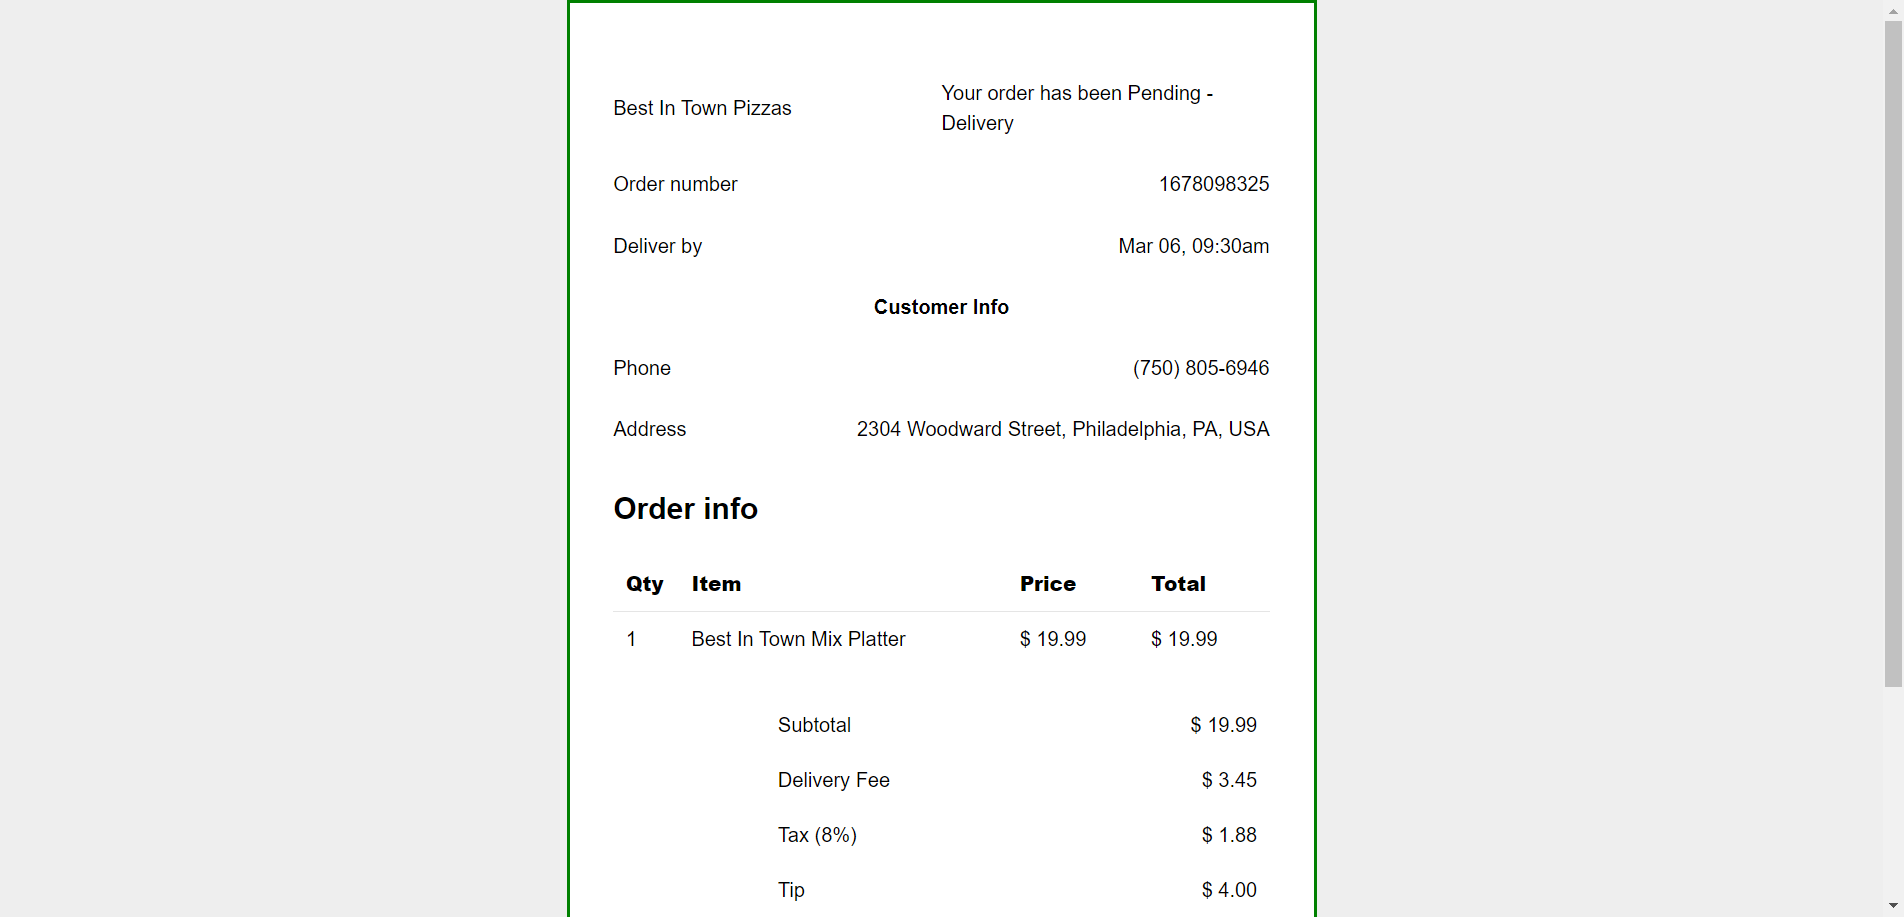 Best In Town Pizzas
Your order has been Pending -
Delivery
Order number 1678098325
Deliver by Mar 06, 09:30am
Customer Info
Phone (750) 805-6946
Address 2304 Woodward Street, Philadelphia, PA, USA
Order info
Qty Item Price Total
1 Best In Town Mix Platter $ 19.99 $ 19.99
Subtotal $ 19.99
Delivery Fee $ 3.45
Tax (8%) $ 1.88
Tip $ 4.00